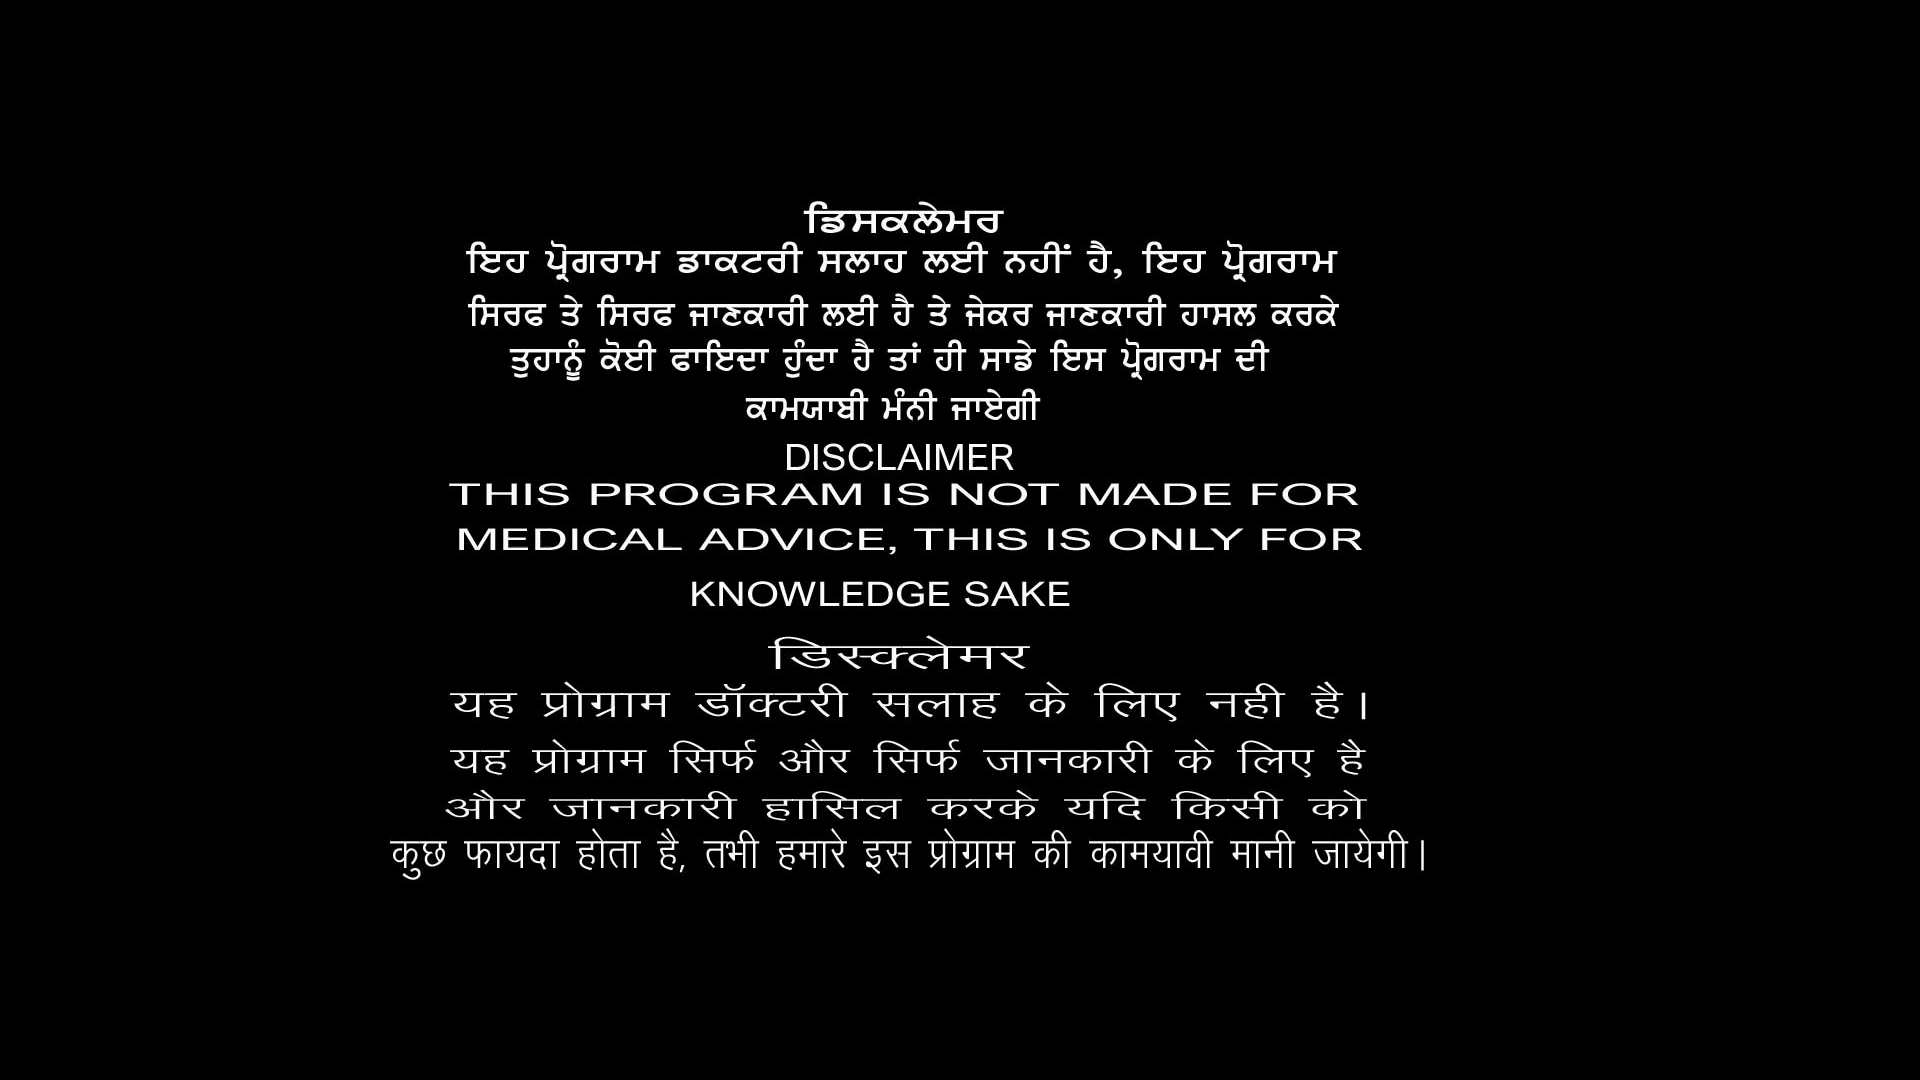 ਡਿਸਕਲੇਮਰ
ਇਹ ਪ੍ਰੋਗਰਾਮ ਡਾਕਟਰੀ ਸਲਾਹ ਲਈ ਨਹੀਂ ਹੈ, ਇਹ ਪ੍ਰੋਗਰਾਮ
ਸਿਰਫ ਤੇ ਸਿਰਫ ਜਾਣਕਾਰੀ ਲਈ ਹੈ ਤੇ ਜੇਕਰ ਜਾਣਕਾਰੀ ਹਾਸਲ ਕਰਕੇ
ਤੁਹਾਨੂੰ ਕੋਈ ਫਾਇਦਾ ਹੁੰਦਾ ਹੈ ਤਾਂ ਹੀ ਸਾਡੇ ਇਸ ਪ੍ਰੋਗਰਾਮ ਦੀ
ਕਾਮਯਾਬੀ ਮੰਨੀ ਜਾਏਗੀ
DISCLAIMER
THIS PROGRAM IS NOT MADE FOR
MEDICAL ADVICE, THIS IS ONLY FOR
KNOWLEDGE SAKE
डिस्क्लेमर
यह प्रोग्राम डॉक्टरी सलाह के लिए नही है।
यह प्रोग्राम सिर्फ और सिर्फ जानकारी के लिए है
और जानकारी हासिल करके यदि किसी को
कुछ फायदा होता है, तभी हमारे इस प्रोग्राम की कामयावी मानी जायेगी।